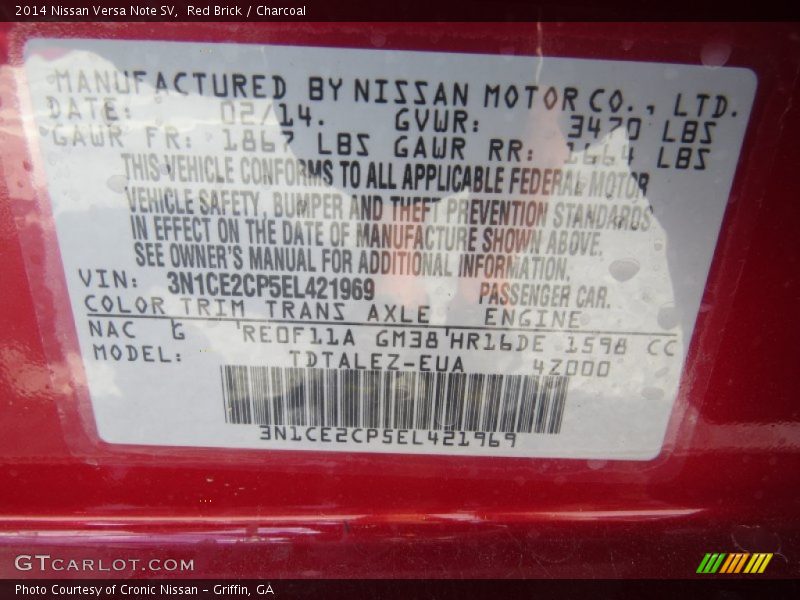 2014 Nissan Versa Note SV, Red Brick / Charcoal
MANUFACTURED BY NISSAN MOTOR CO., LTD.
DATE: 02/14. GVWR: 3470 LBS
GAWR FR: 1867 LBS GAWR RR: 1664 LBS
THIS VEHICLE CONFORMS TO ALL APPLICABLE FEDERAL MOTOR
VEHICLE SAFETY, BUMPER AND THEFT PREVENTION STANDARDS
IN EFFECT ON THE DATE OF MANUFACTURE SHOWN ABOVE.
SEE OWNER'S MANUAL FOR ADDITIONAL INFORMATION.
VIN: 3N1CE2CP5EL421969 PASSENGER CAR.
COLOR TRIM TRANS AXLE ENGINE
NAC G RE0F11A GM38 HR16DE 1598 CC
MODEL: TDTALEZ-EUA 4Z000
3N1CE2CP5EL421969
GTCARLOT.COM
Photo Courtesy of Cronic Nissan - Griffin, GA